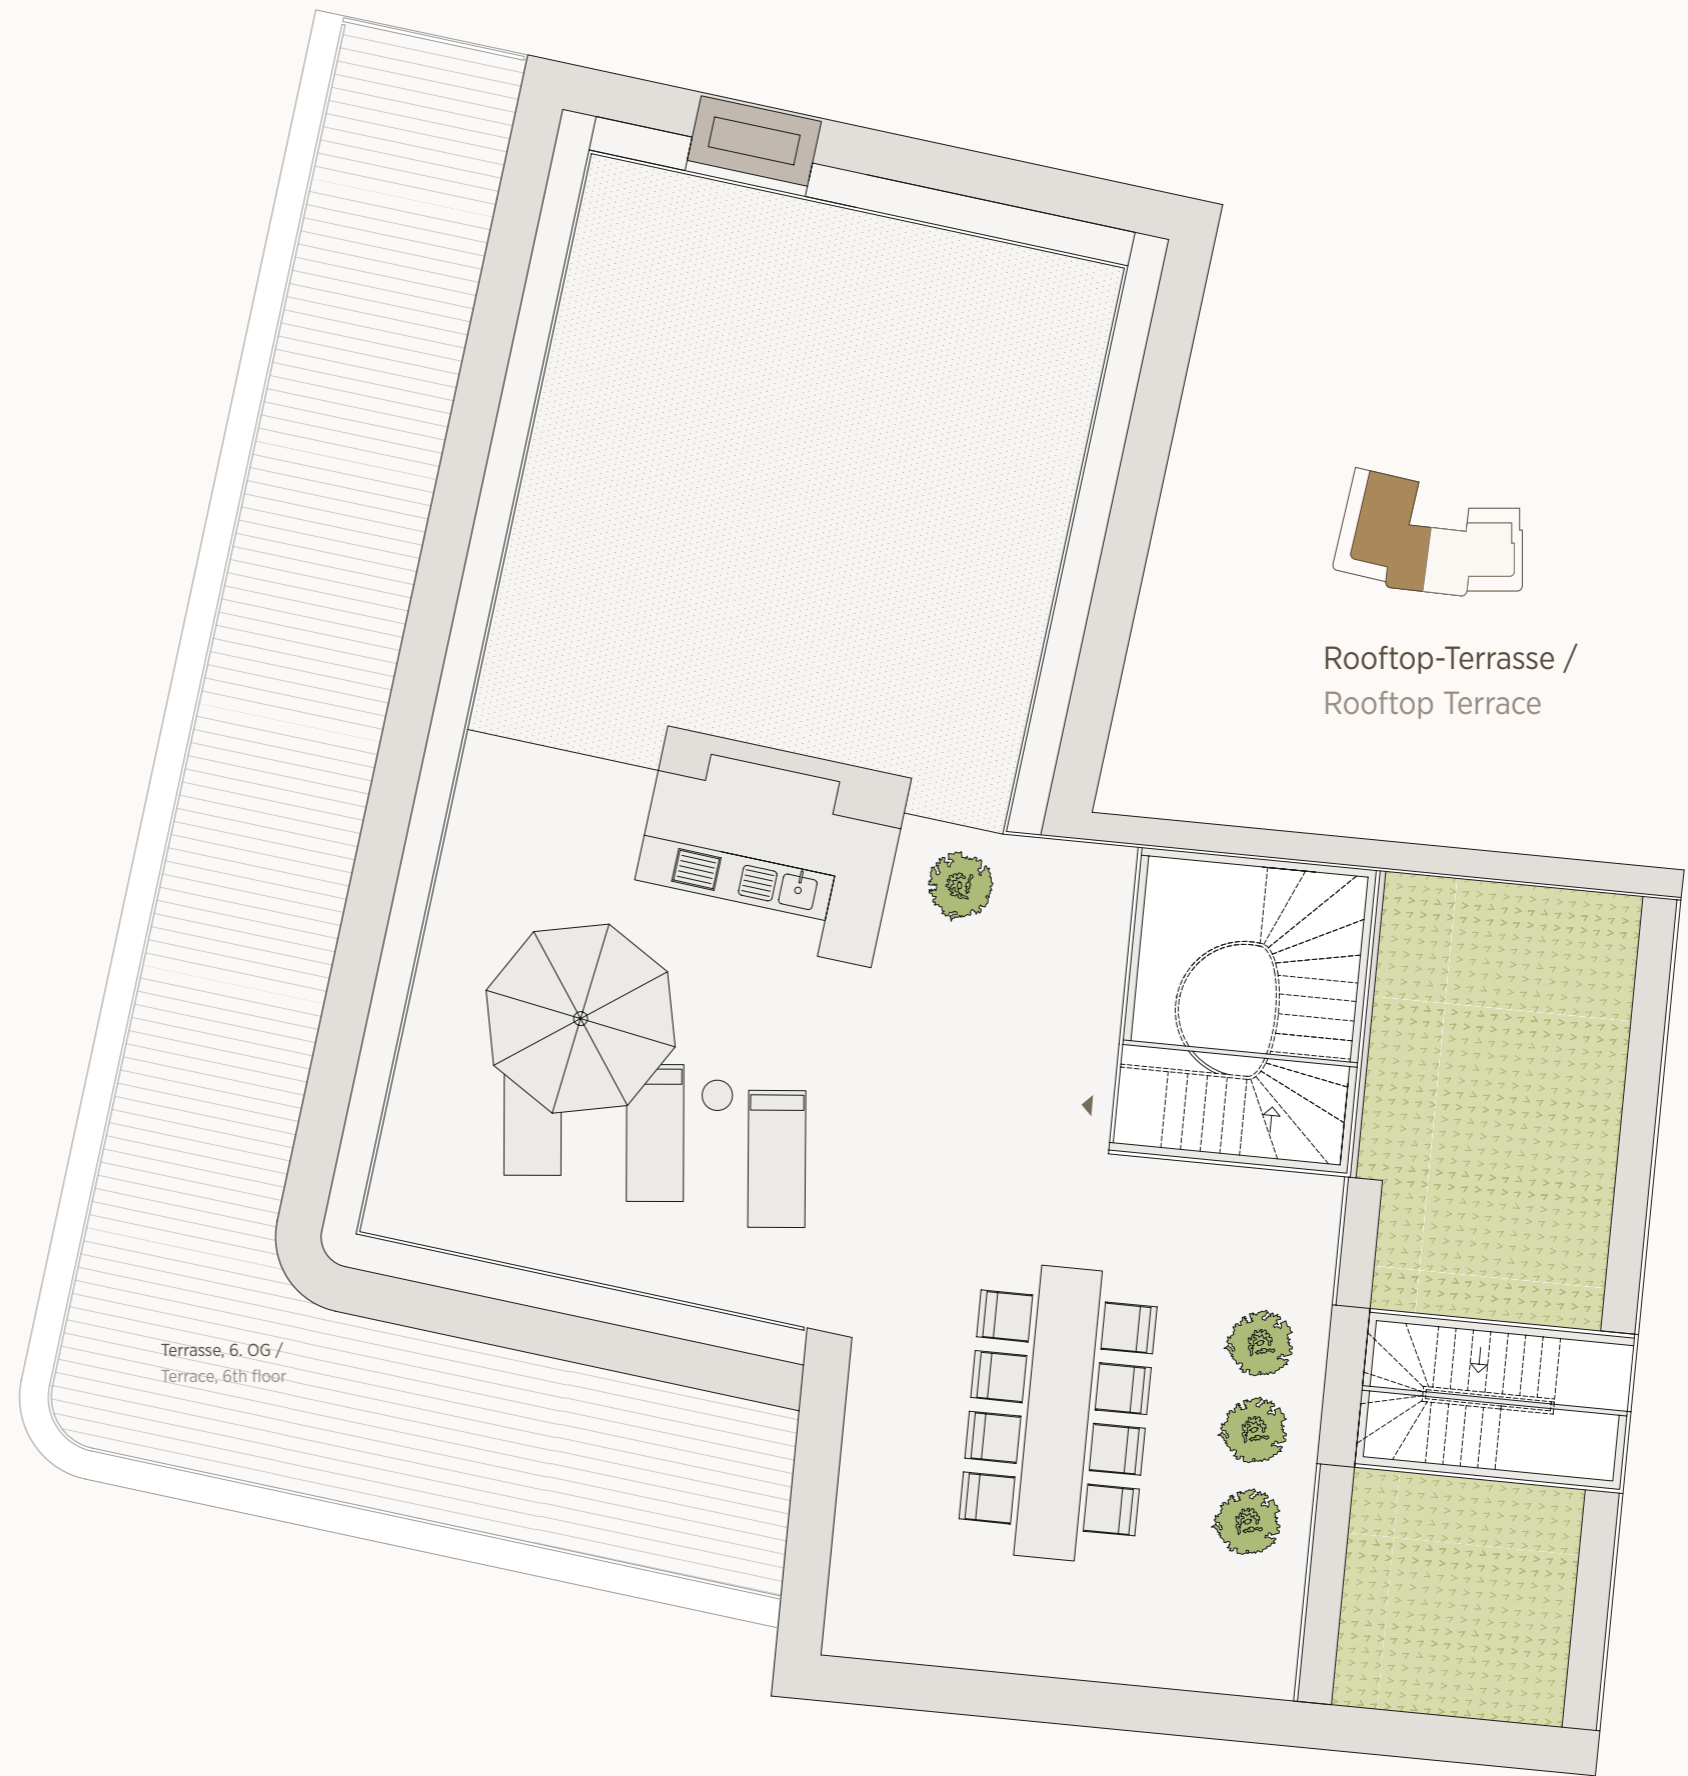 Rooftop-Terrasse /
Rooftop Terrace
Terrasse, 6. OG /
Terrace, 6th floor